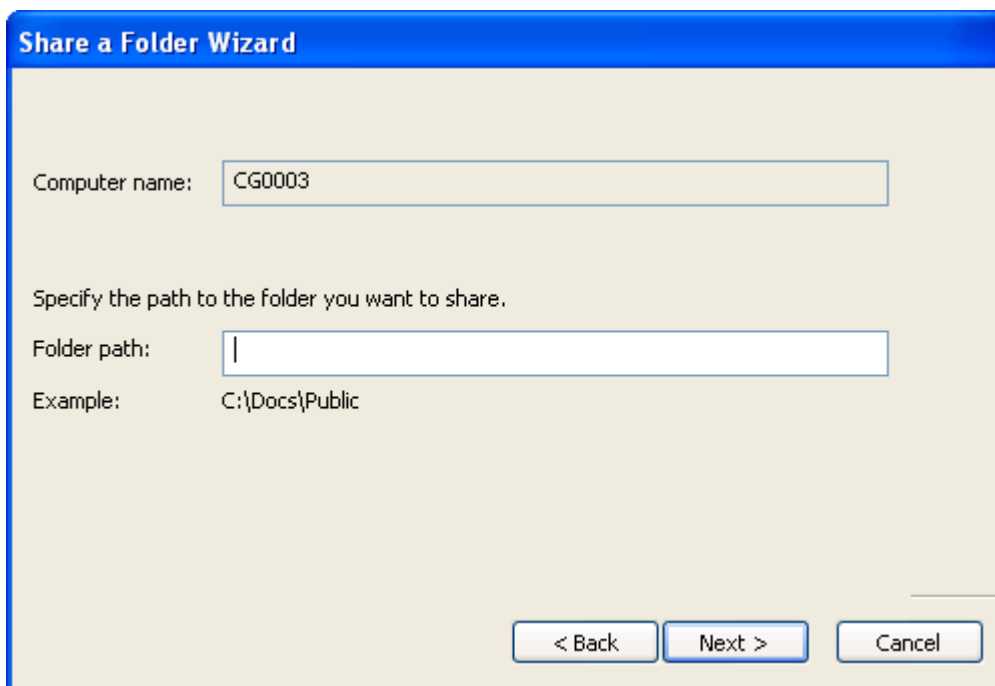 Share a Folder Wizard
Computer name: CG0003
Specify the path to the folder you want to share.
Folder path:
Example: C:\Docs\Public
< Back Next > Cancel